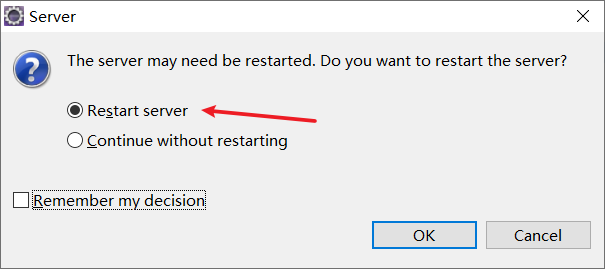 Server
The server may need be restarted. Do you want to restart the server?
Restart server
Continue without restarting
Remember my decision
OK Cancel